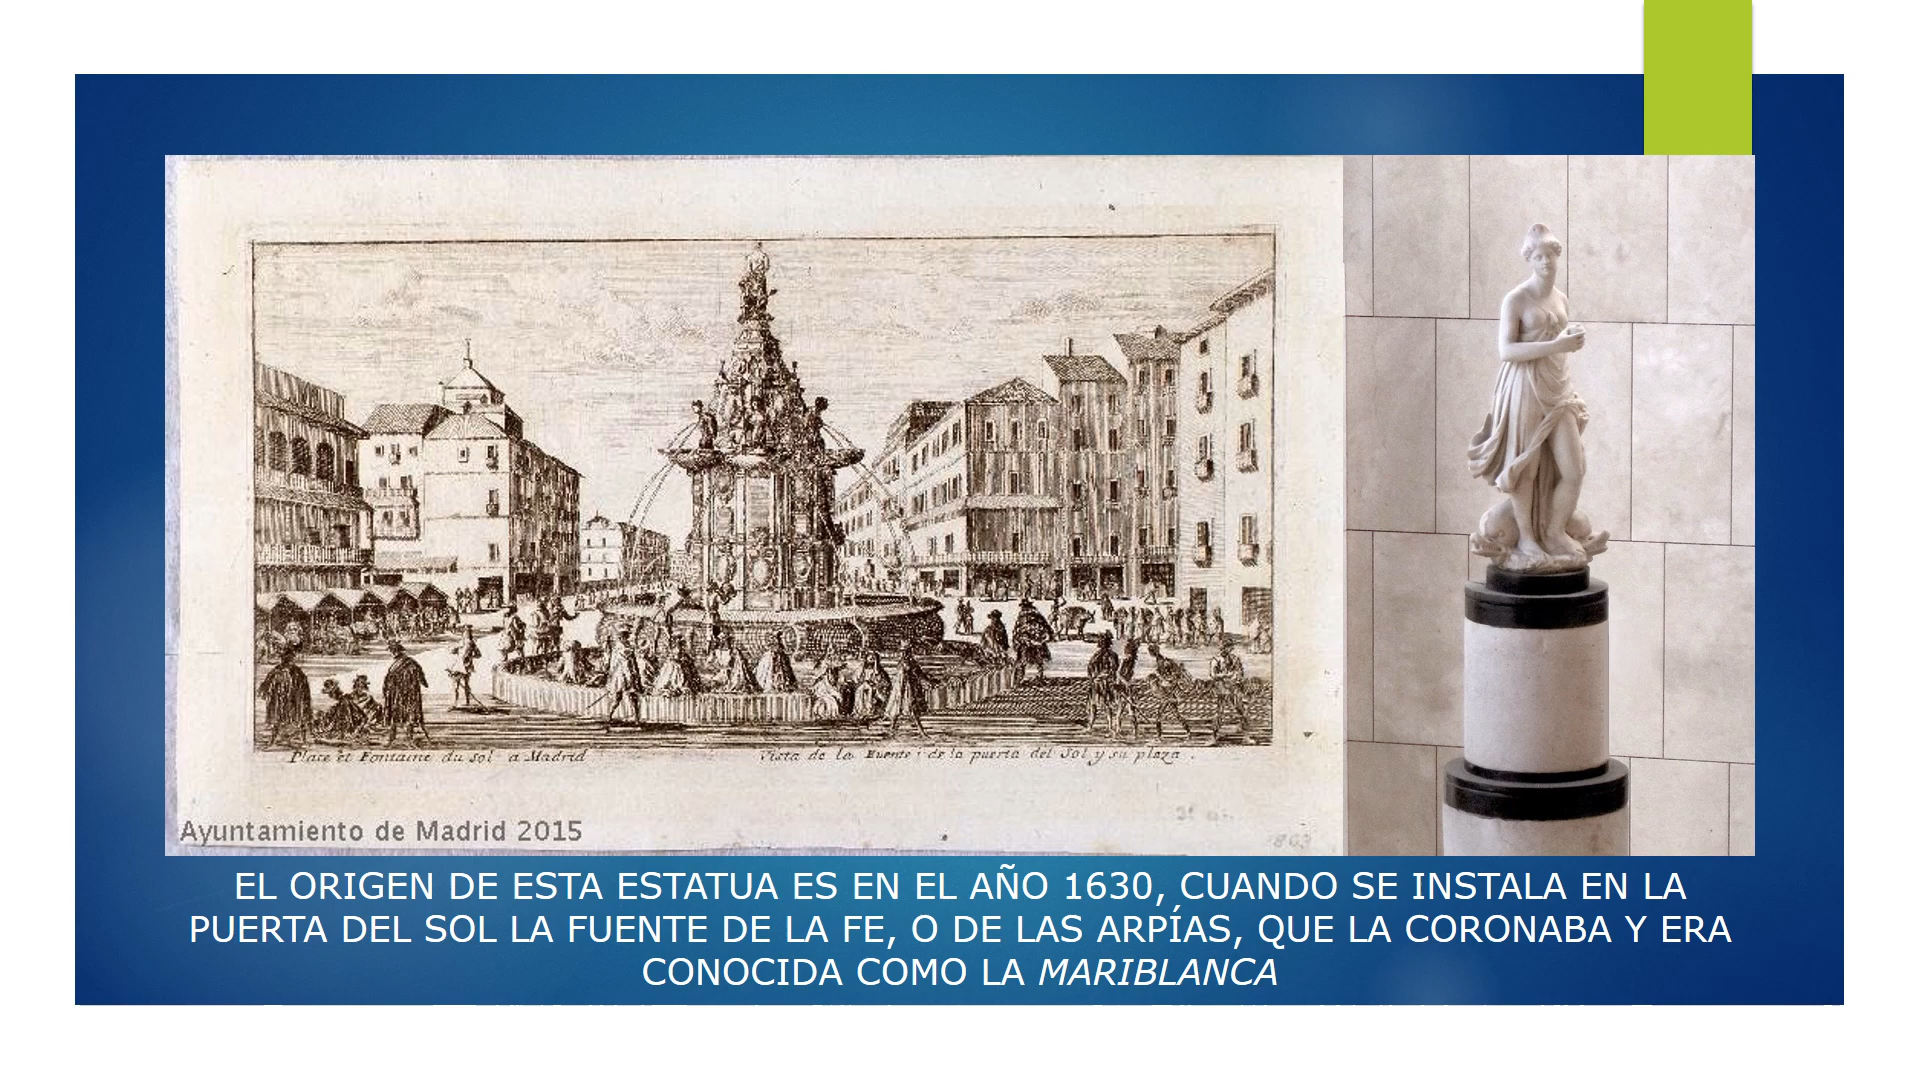 Place et Fontaine du sol a Madrid
Vista de la Fuente i de la puerta del Sol y su plaza .
Ayuntamiento de Madrid 2015
EL ORIGEN DE ESTA ESTATUA ES EN EL AÑO 1630, CUANDO SE INSTALA EN LA
PUERTA DEL SOL LA FUENTE DE LA FE, O DE LAS ARPÍAS, QUE LA CORONABA Y ERA
CONOCIDA COMO LA MARIBLANCA